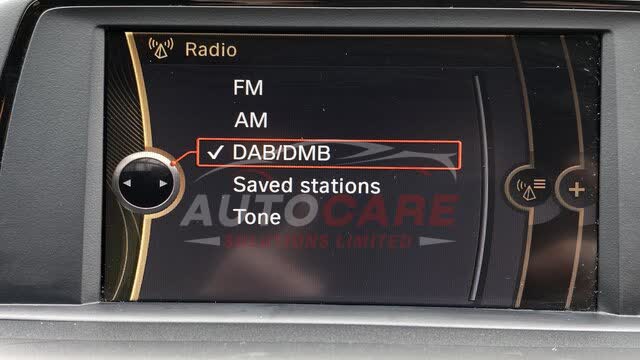 Radio
FM
AM
✓ DAB/DMB
Saved stations
Tone
AUTOCARE
SOLUTIONS LIMITED